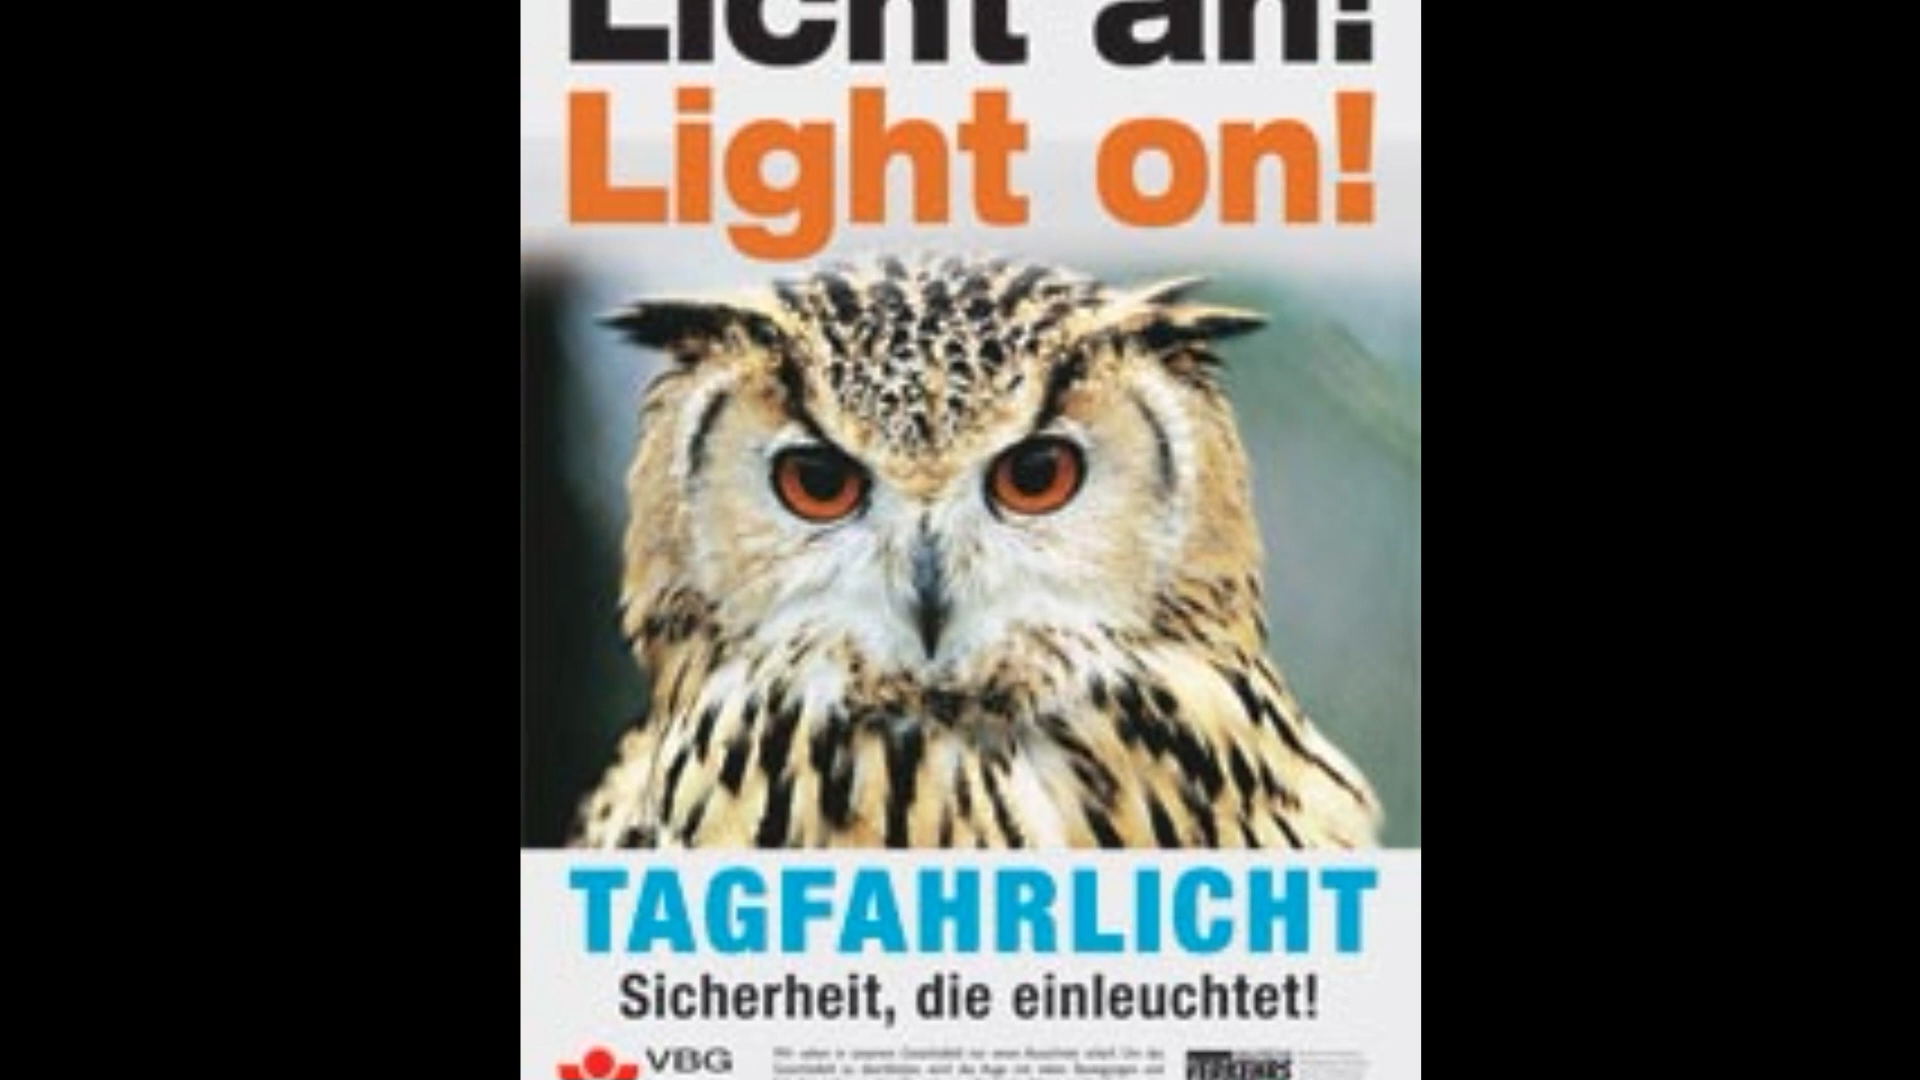 Licht an!
Light on!
TAGFAHRLICHT
Sicherheit, die einleuchtet!
VBG